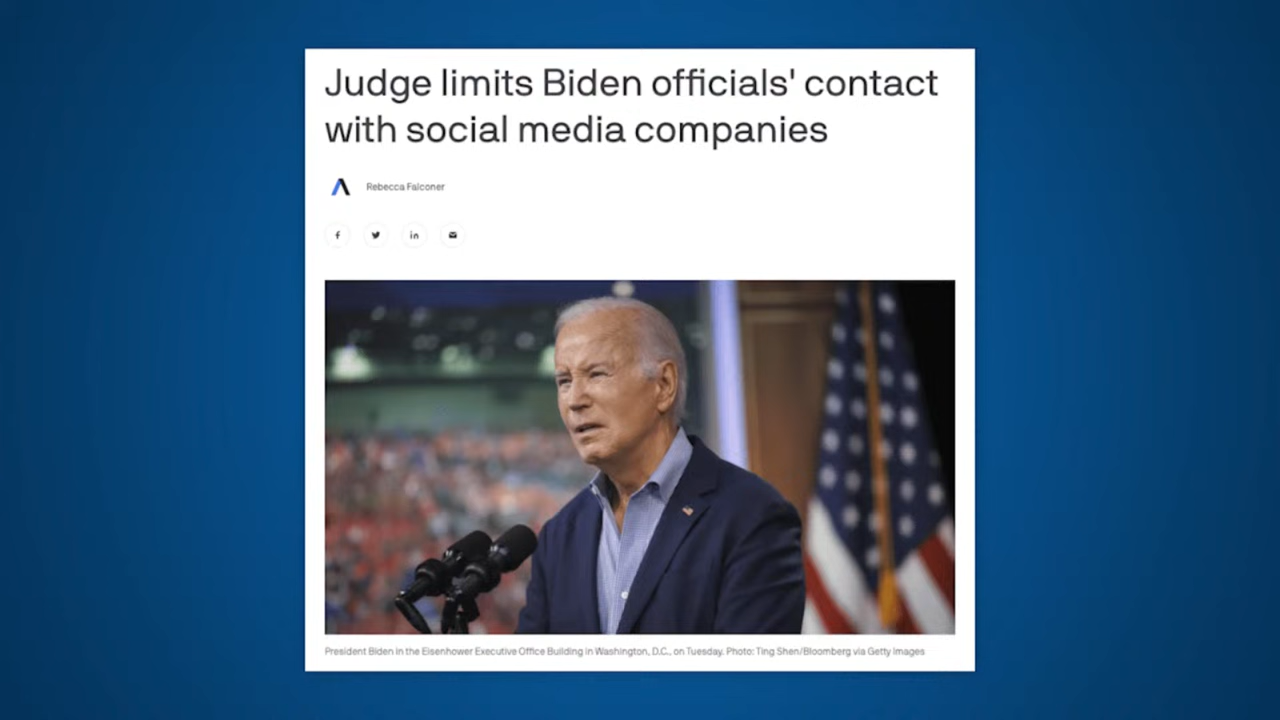 Judge limits Biden officials' contact
with social media companies
Rebecca Falconer
President Biden in the Eisenhower Executive Office Building in Washington, D.C., on Tuesday. Photo: Ting Shen/Bloomberg via Getty Images